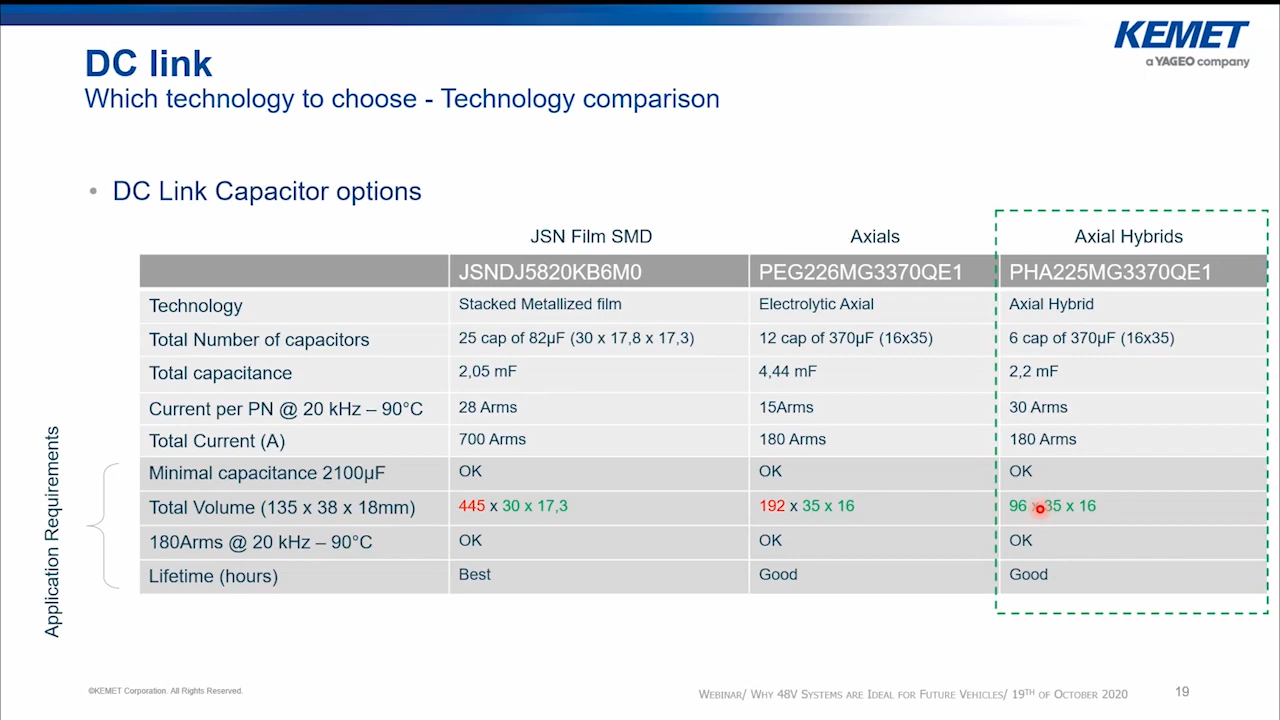 KEMET
a YAGEO company
DC link
Which technology to choose - Technology comparison
• DC Link Capacitor options
JSN Film SMD Axials Axial Hybrids
JSNDJ5820KB6M0 PEG226MG3370QE1 PHA225MG3370QE1
Technology Stacked Metallized film Electrolytic Axial Axial Hybrid
Total Number of capacitors 25 cap of 82µF (30 x 17,8 x 17,3) 12 cap of 370µF (16x35) 6 cap of 370µF (16x35)
Total capacitance 2,05 mF 4,44 mF 2,2 mF
Current per PN @ 20 kHz – 90°C 28 Arms 15Arms 30 Arms
Total Current (A) 700 Arms 180 Arms 180 Arms
Application Requirements
Minimal capacitance 2100µF OK OK OK
Total Volume (135 x 38 x 18mm) 445 x 30 x 17,3 192 x 35 x 16 96 x 35 x 16
180Arms @ 20 kHz – 90°C OK OK OK
Lifetime (hours) Best Good Good
©KEMET Corporation. All Rights Reserved.
WEBINAR/ WHY 48V SYSTEMS ARE IDEAL FOR FUTURE VEHICLES/ 19TH OF OCTOBER 2020
19